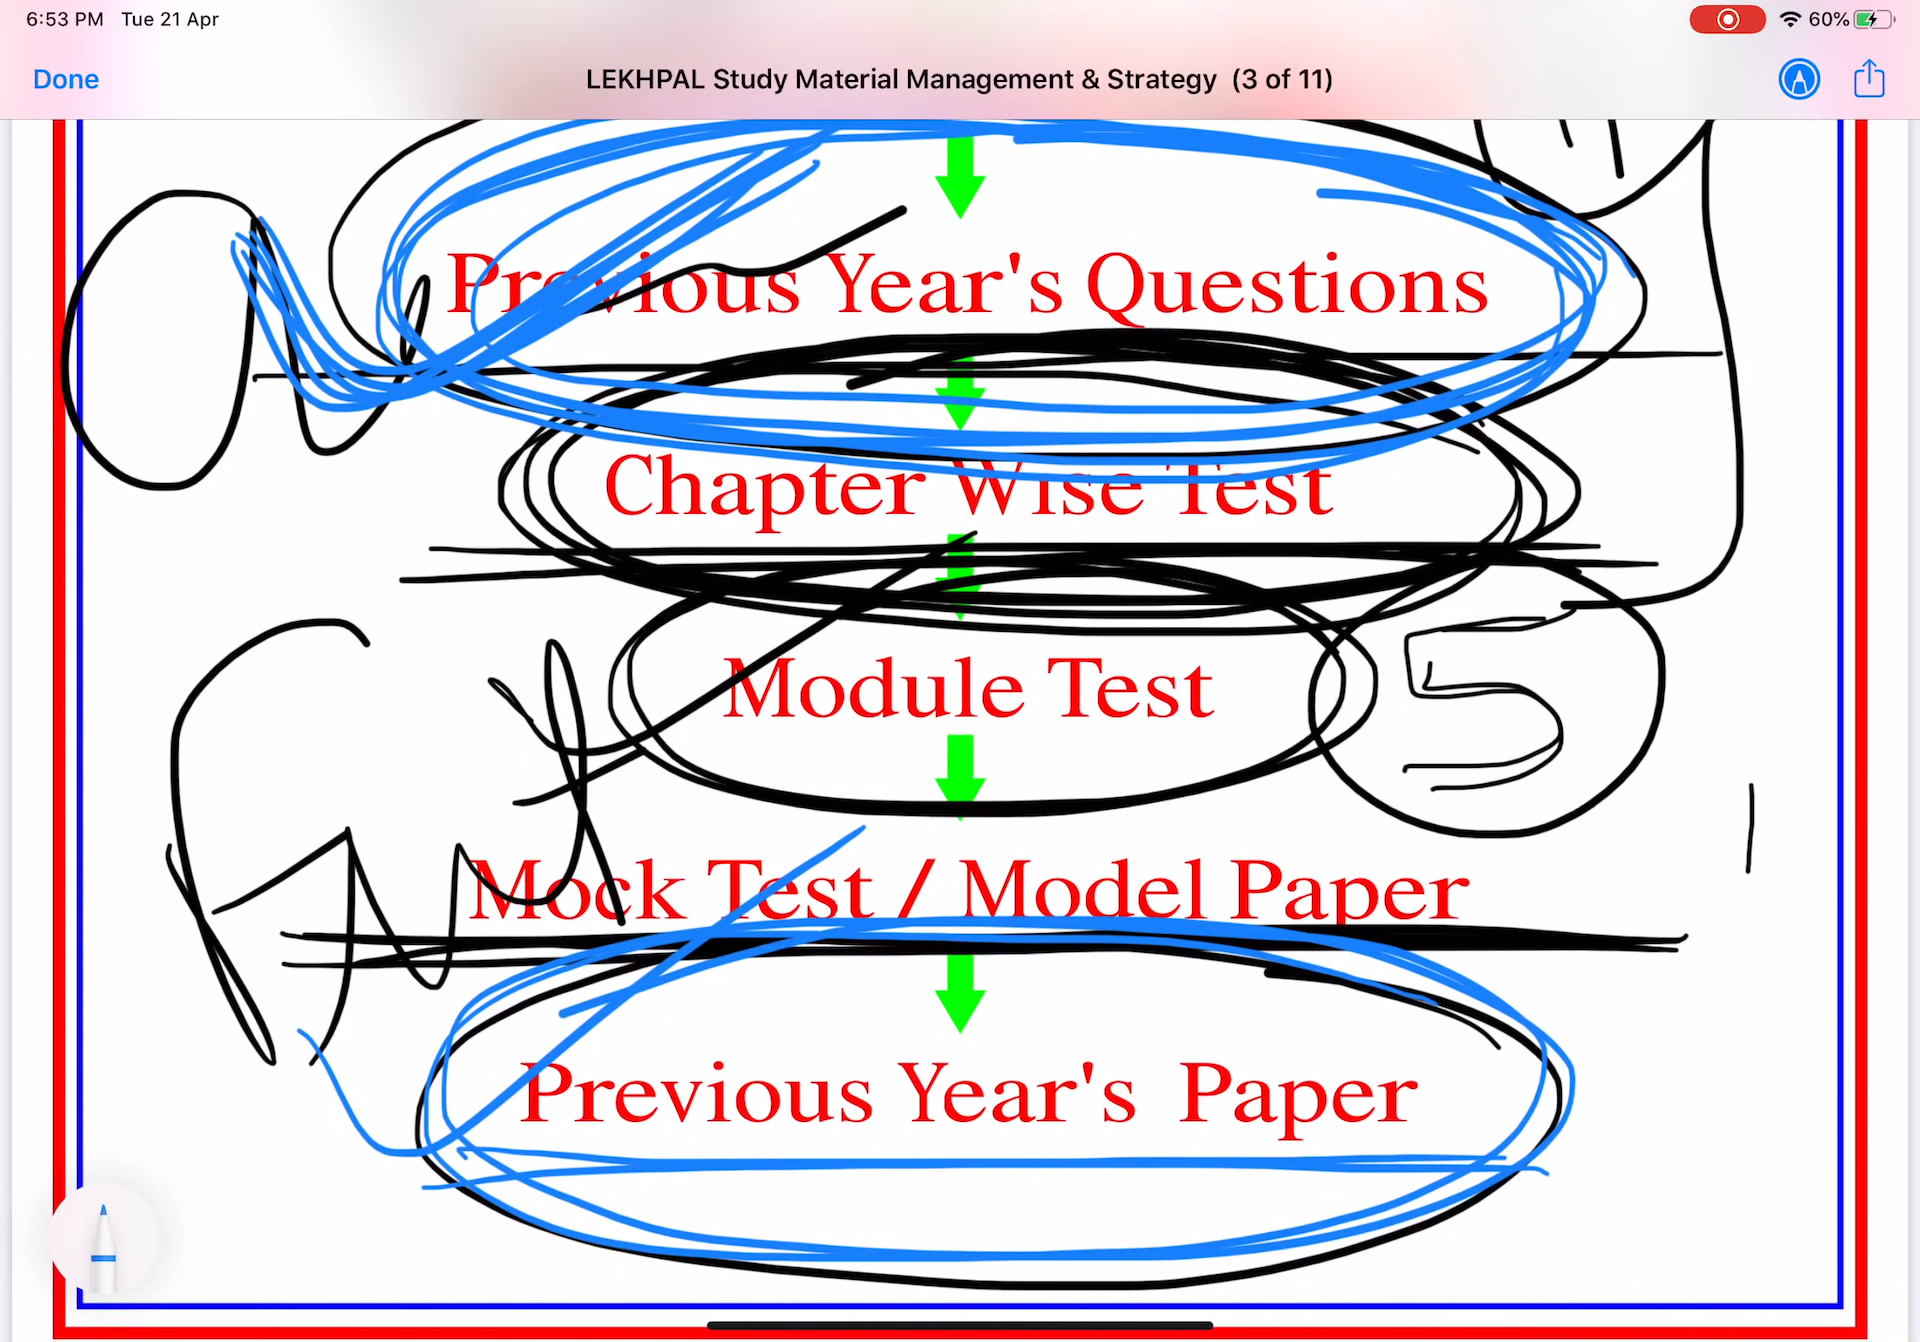 6:53 PM Tue 21 Apr
60%
Done
LEKHPAL Study Material Management & Strategy (3 of 11)
Previous Year's Questions
Chapter Wise Test
Module Test
5
Mock Test / Model Paper
Previous Year's Paper